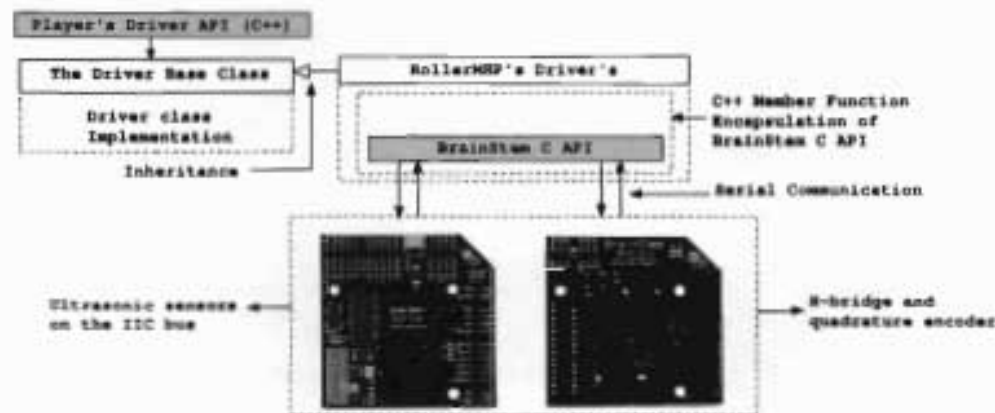 Player's Driver API (C++)
The Driver Base Class
RollerMHP's Driver's
Driver class
Implementation
C++ Member Function
Encapsulation of
BrainStem C API
BrainStem C API
Inheritance
Serial Communication
Ultrasonic sensors
on the IIC bus
H-bridge and
quadrature encoder